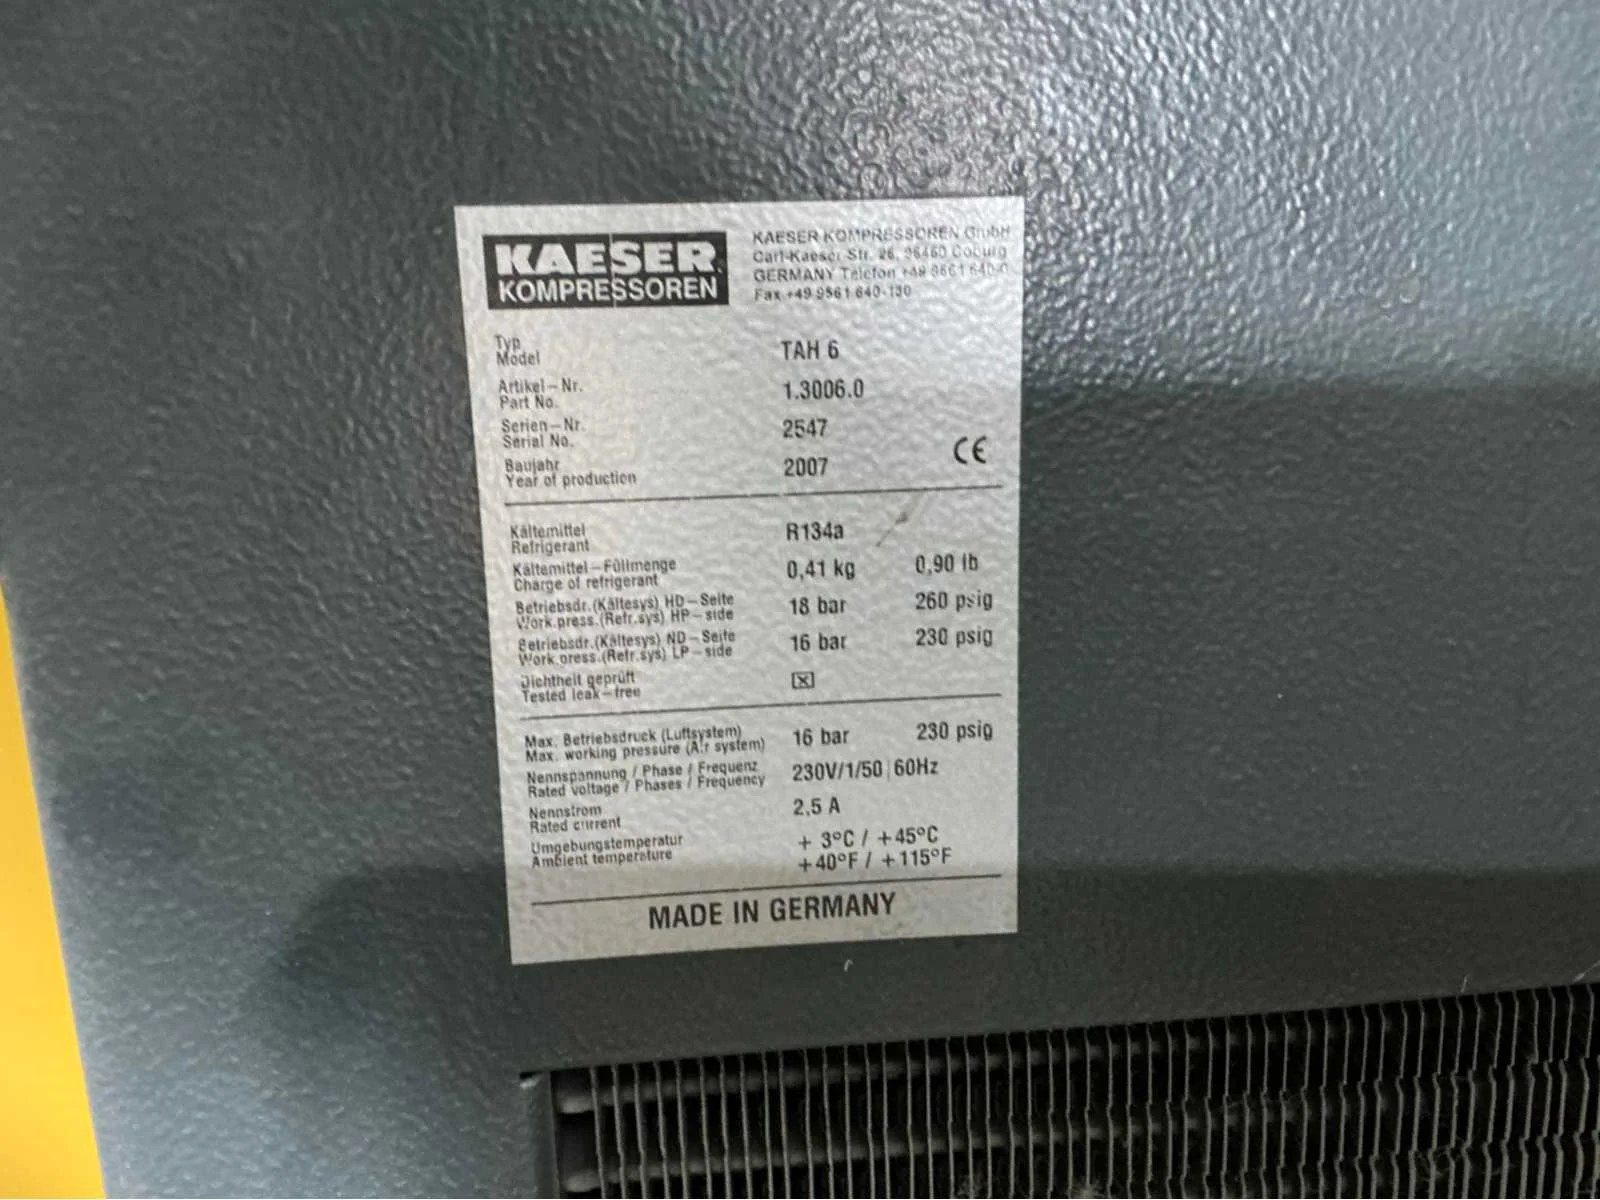 KAESER
KOMPRESSOREN
KAESER KOMPRESSOREN GmbH
Carl-Kaeser-Str. 26, 96450 Coburg
GERMANY Telefon +49 9561 640-0
Fax +49 9561 640-130
Typ
Model
TAH 6
Artikel-Nr.
Part No.
1.3006.0
Serien-Nr.
Serial No.
2547
Baujahr
Year of production
2007
CE
Kältemittel
Refrigerant
R134a
Kältemittel-Füllmenge
Charge of refrigerant
0,41 kg 0,90 lb
Betriebsdr.(Kältesys) HD-Seite
Work.press.(Refr.sys) HP-side
18 bar 260 psig
Betriebsdr.(Kältesys) ND-Seite
Work.press.(Refr.sys) LP-side
16 bar 230 psig
Dichtheit geprüft
Tested leak-free
☒
Max. Betriebsdruck (Luftsystem)
Max. working pressure (Air system)
16 bar 230 psig
Nennspannung / Phase / Frequenz
Rated voltage / Phases / Frequency
230V/1/50|60Hz
Nennstrom
Rated current
2,5 A
Umgebungstemperatur
Ambient temperature
+ 3°C / +45°C
+40°F / +115°F
MADE IN GERMANY